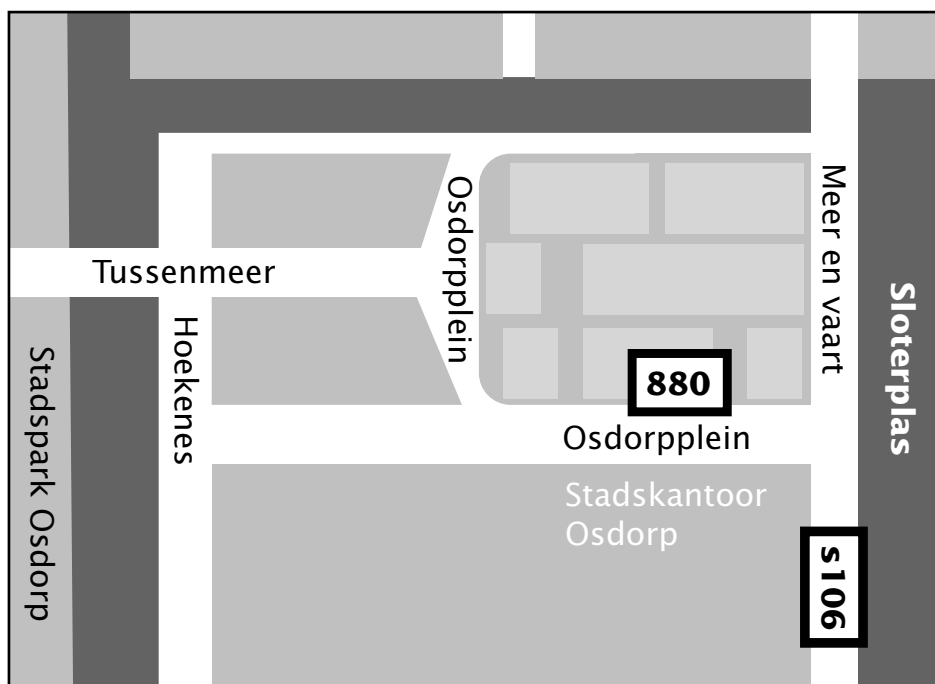 Osdorpplein
Meer en vaart
Tussenmeer
Sloterplas
Hoekenes
Stadspark Osdorp
880
Osdorpplein
Stadskantoor
Osdorp
s106